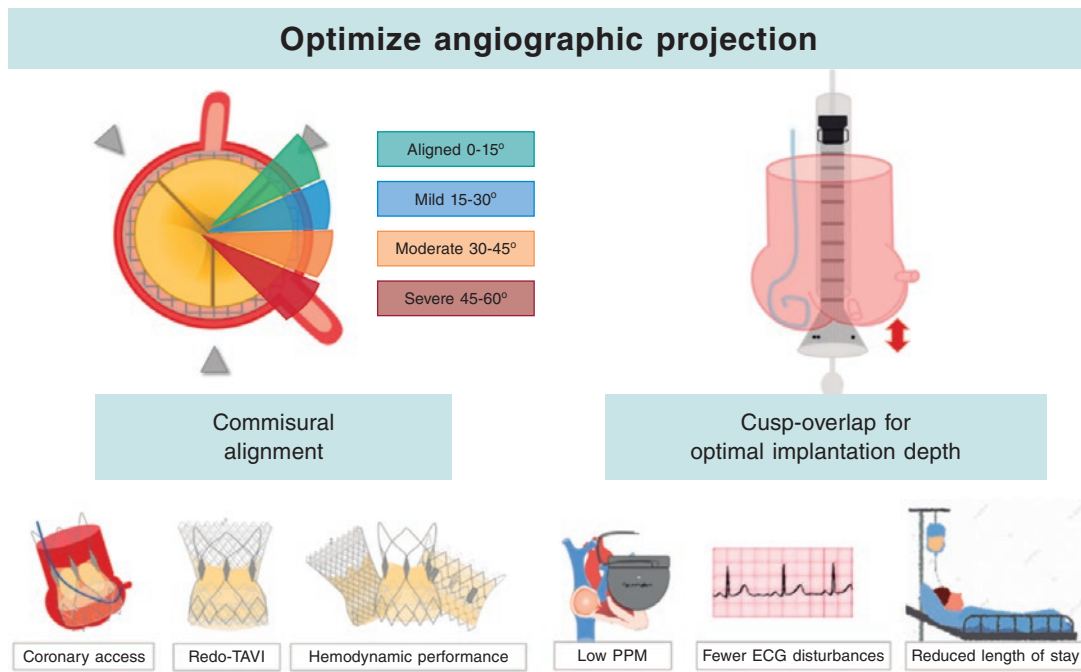 Optimize angiographic projection
Aligned 0-15º
Mild 15-30º
Moderate 30-45º
Severe 45-60º
Commisural
alignment
Cusp-overlap for
optimal implantation depth
Coronary access
Redo-TAVI
Hemodynamic performance
Low PPM
Fewer ECG disturbances
Reduced length of stay